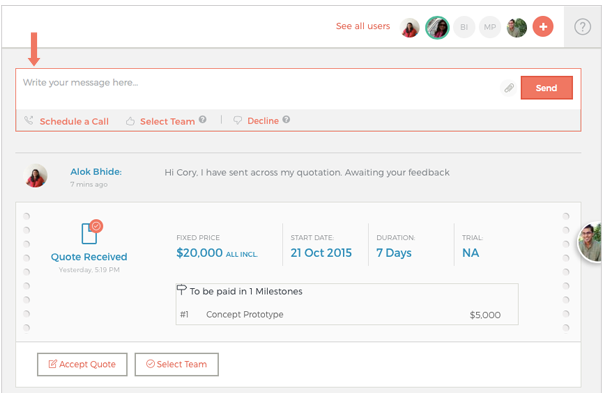 See all users
BI
MP
+
?
Write your message here...
Send
Schedule a Call
Select Team ?
Decline ?
Alok Bhide:
Hi Cory, I have sent across my quotation. Awaiting your feedback
7 mins ago
Quote Received
Yesterday, 5:19 PM
FIXED PRICE
$20,000 ALL INCL.
START DATE:
21 Oct 2015
DURATION:
7 Days
TRIAL:
NA
To be paid in 1 Milestones
#1 Concept Prototype $5,000
Accept Quote
Select Team